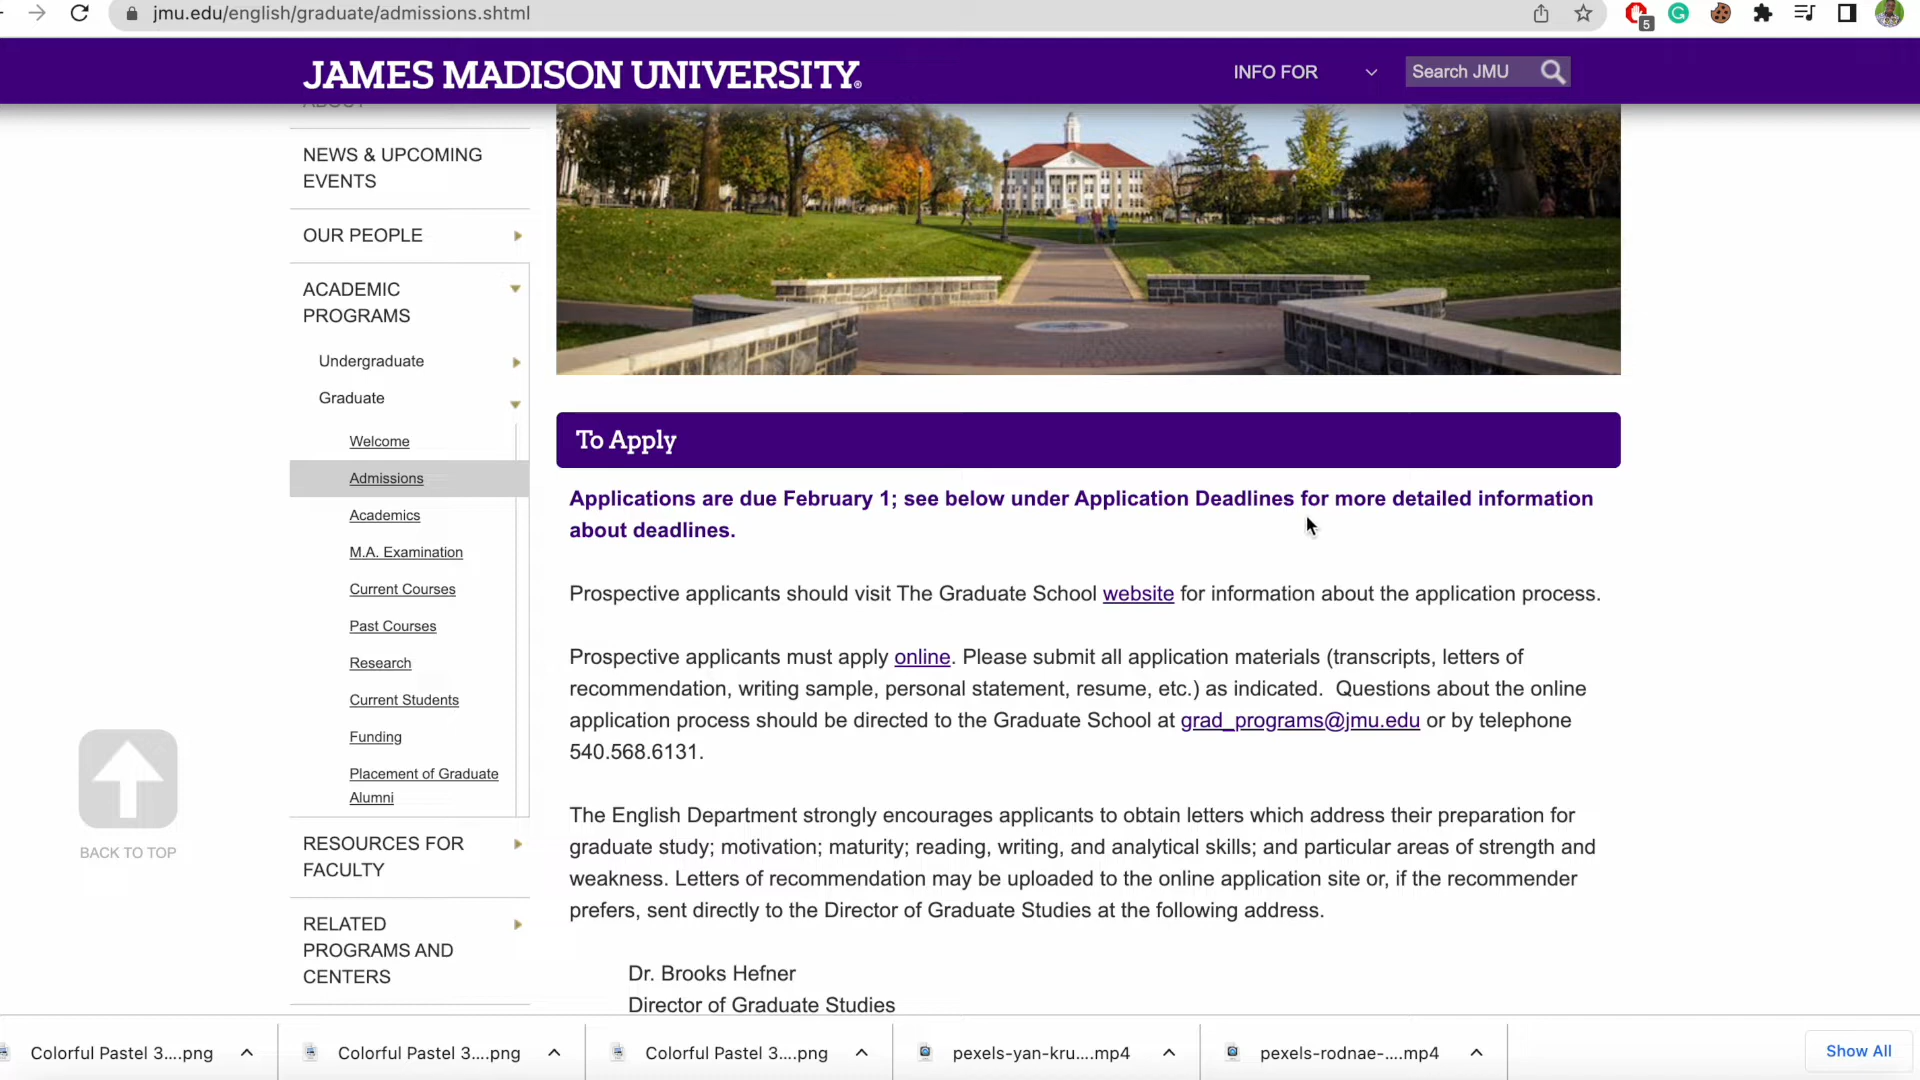 jmu.edu/english/graduate/admissions.shtml
5
JAMES MADISON UNIVERSITY®
INFO FOR
Search JMU
ABOUT
NEWS & UPCOMING
EVENTS
OUR PEOPLE
ACADEMIC
PROGRAMS
Undergraduate
Graduate
Welcome
Admissions
Academics
M.A. Examination
Current Courses
Past Courses
Research
Current Students
Funding
Placement of Graduate
Alumni
RESOURCES FOR
FACULTY
RELATED
PROGRAMS AND
CENTERS
BACK TO TOP
To Apply
Applications are due February 1; see below under Application Deadlines for more detailed information
about deadlines.
Prospective applicants should visit The Graduate School website for information about the application process.
Prospective applicants must apply online. Please submit all application materials (transcripts, letters of
recommendation, writing sample, personal statement, resume, etc.) as indicated.  Questions about the online
application process should be directed to the Graduate School at grad_programs@jmu.edu or by telephone
540.568.6131.
The English Department strongly encourages applicants to obtain letters which address their preparation for
graduate study; motivation; maturity; reading, writing, and analytical skills; and particular areas of strength and
weakness. Letters of recommendation may be uploaded to the online application site or, if the recommender
prefers, sent directly to the Director of Graduate Studies at the following address.
Dr. Brooks Hefner
Director of Graduate Studies
Colorful Pastel 3....png
Colorful Pastel 3....png
Colorful Pastel 3....png
pexels-yan-kru....mp4
pexels-rodnae-....mp4
Show All